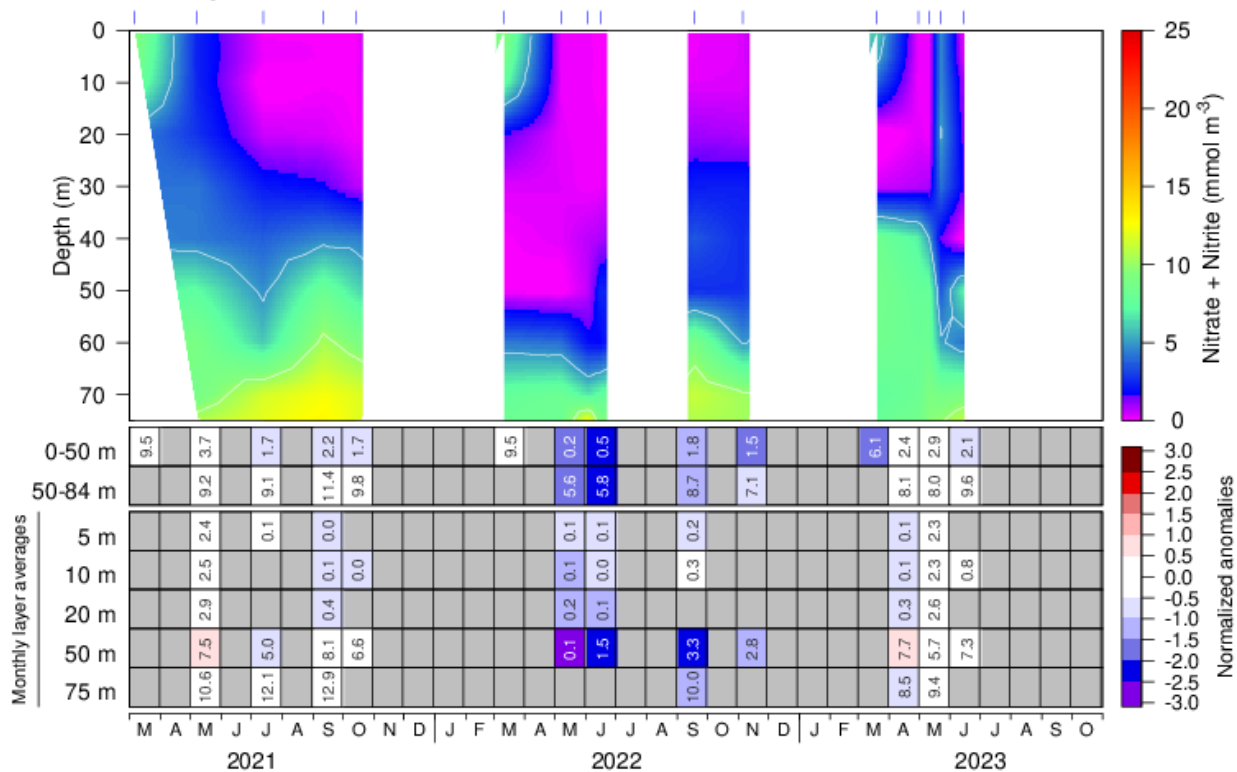 0
10
20
30
40
50
60
70
Depth (m)
25
20
15
10
5
0
Nitrate + Nitrite (mmol m-3)
0-50 m 9.5 3.7 1.7 2.2 1.7 9.5 0.2 0.5 1.8 1.5 6.1 2.4 2.9 2.1
50-84 m 9.2 9.1 11.4 9.8 5.6 5.8 8.7 7.1 8.1 8.0 9.6
Monthly layer averages
5 m 2.4 0.1 0.0 0.1 0.1 0.2 0.1 2.3
10 m 2.5 0.1 0.0 0.1 0.0 0.3 0.1 2.3 0.8
20 m 2.9 0.4 0.2 0.1 0.3 2.6
50 m 7.5 5.0 8.1 6.6 0.1 1.5 3.3 2.8 7.7 5.7 7.3
75 m 10.6 12.1 12.9 10.0 8.5 9.4
3.0
2.5
2.0
1.5
1.0
0.5
0.0
-0.5
-1.0
-1.5
-2.0
-2.5
-3.0
Normalized anomalies
M A M J J A S O N D J F M A M J J A S O N D J F M A M J J A S O
2021 2022 2023